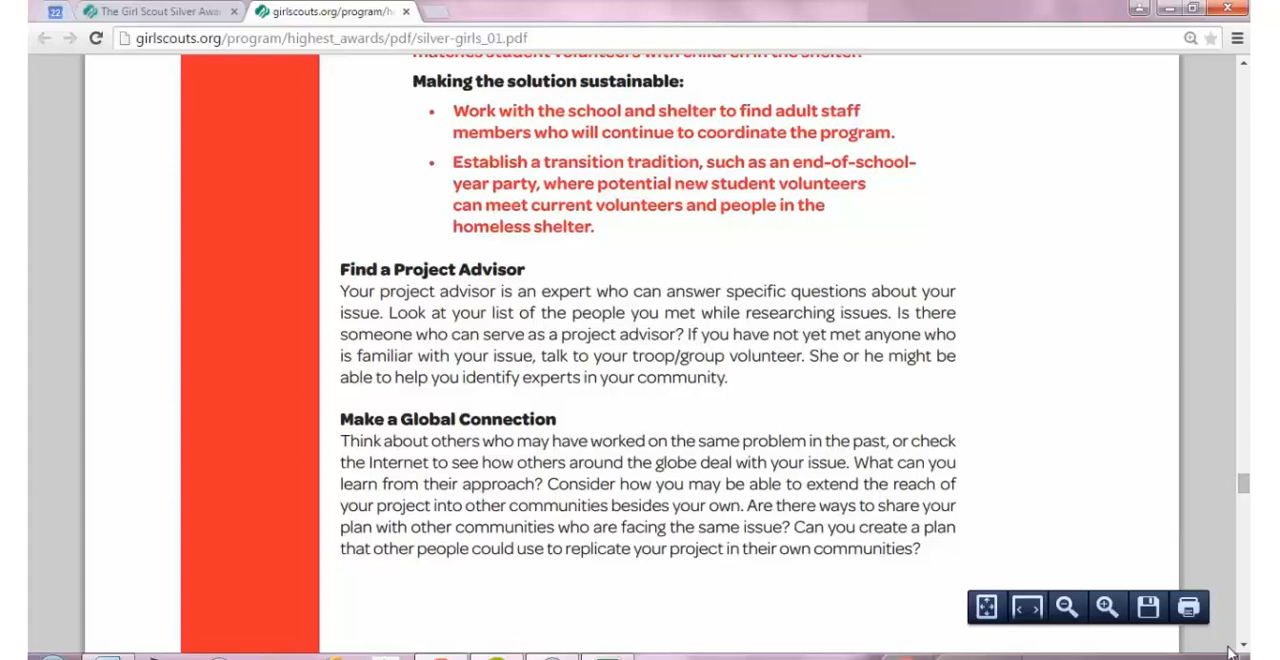 22
The Girl Scout Silver Awa
girlscouts.org/program/h
girlscouts.org/program/highest_awards/pdf/silver-girls_01.pdf
matches student volunteers with children in the shelter.
Making the solution sustainable:
• Work with the school and shelter to find adult staff
members who will continue to coordinate the program.
• Establish a transition tradition, such as an end-of-school-
year party, where potential new student volunteers
can meet current volunteers and people in the
homeless shelter.
Find a Project Advisor
Your project advisor is an expert who can answer specific questions about your
issue. Look at your list of the people you met while researching issues. Is there
someone who can serve as a project advisor? If you have not yet met anyone who
is familiar with your issue, talk to your troop/group volunteer. She or he might be
able to help you identify experts in your community.
Make a Global Connection
Think about others who may have worked on the same problem in the past, or check
the Internet to see how others around the globe deal with your issue. What can you
learn from their approach? Consider how you may be able to extend the reach of
your project into other communities besides your own. Are there ways to share your
plan with other communities who are facing the same issue? Can you create a plan
that other people could use to replicate your project in their own communities?